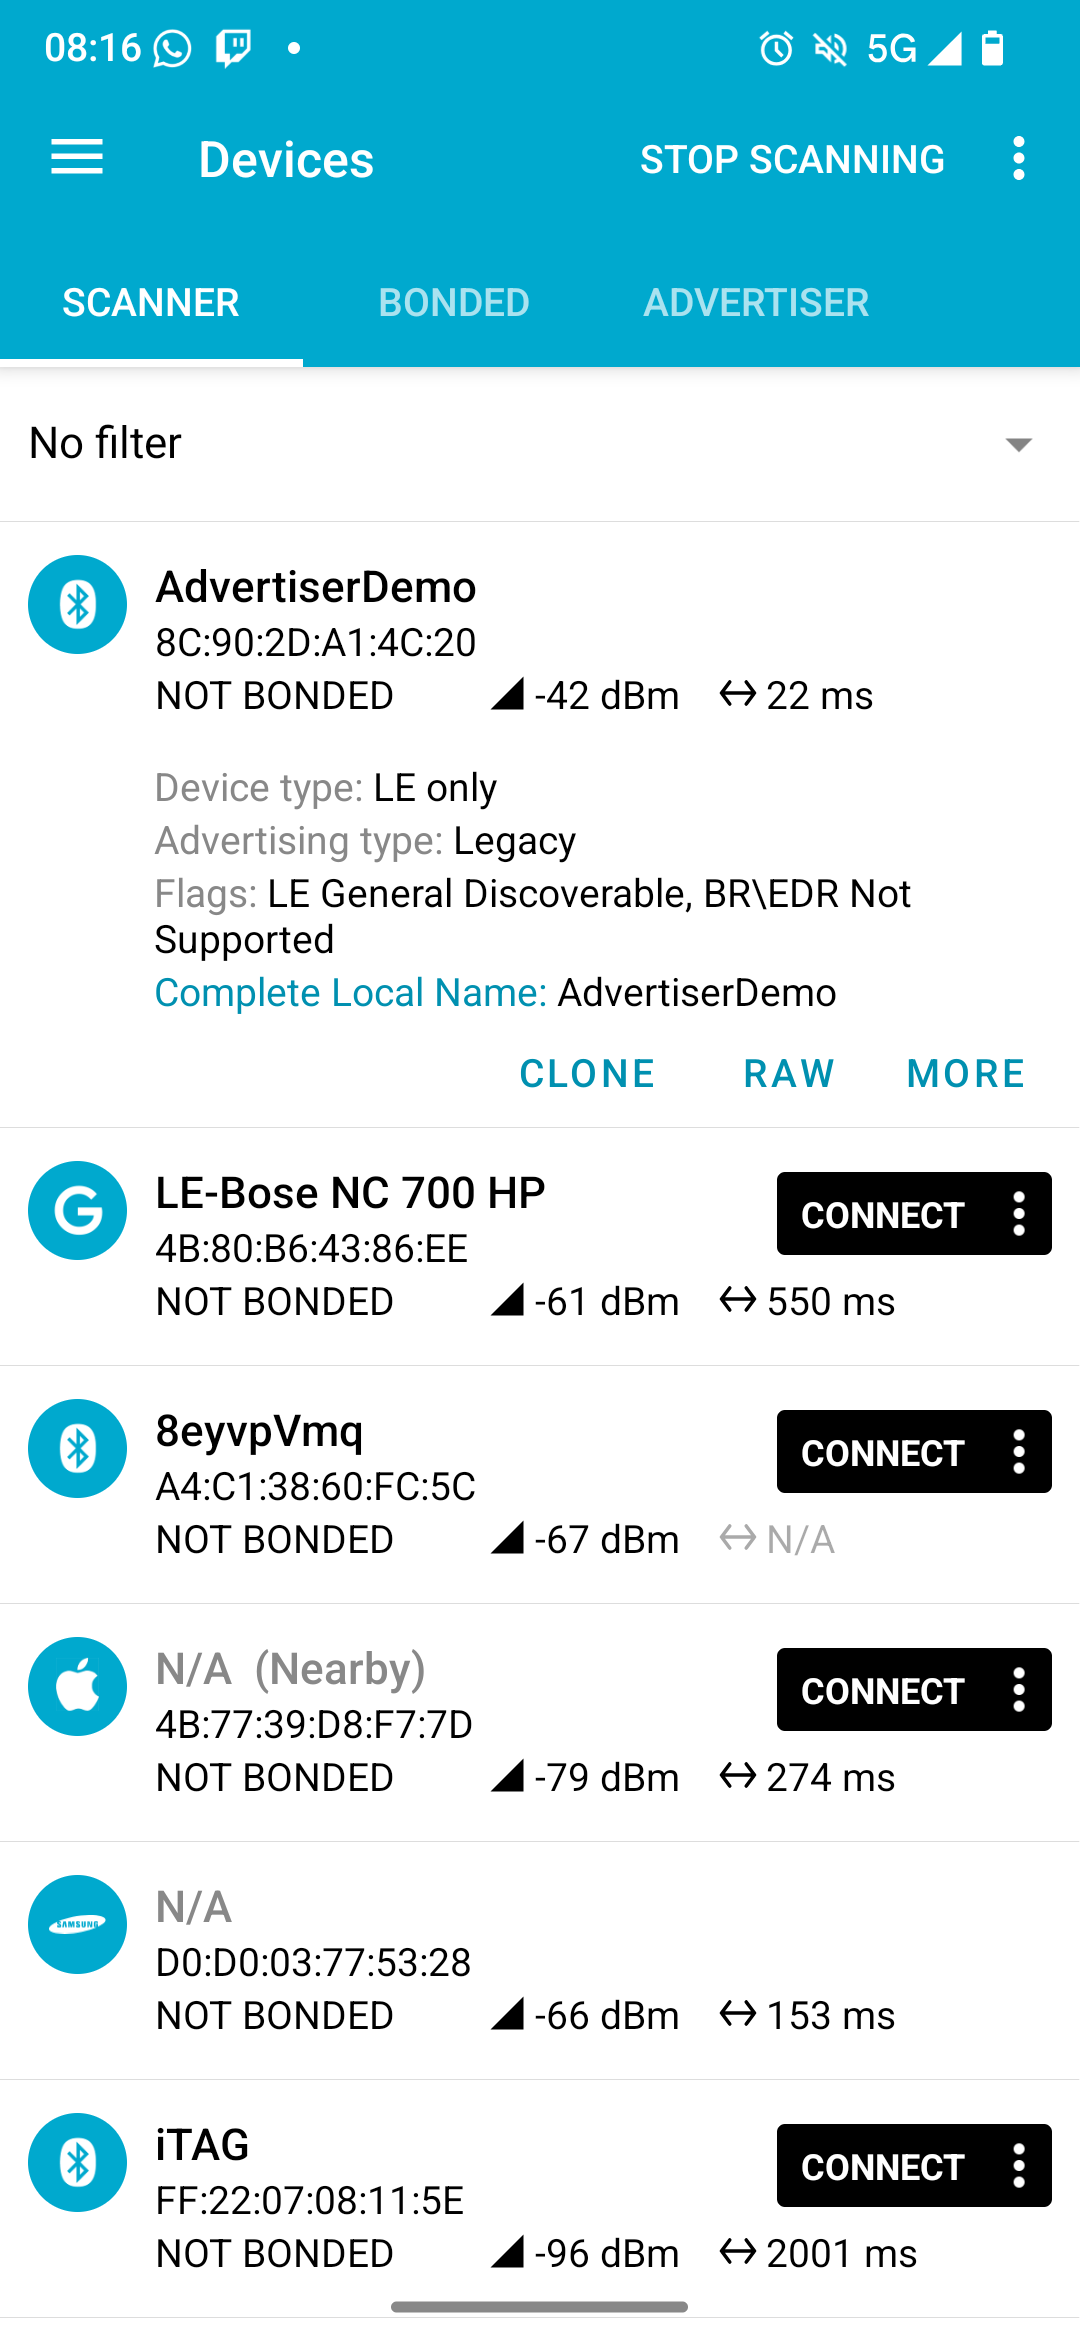 08:16 5G
Devices STOP SCANNING
SCANNER BONDED ADVERTISER
No filter
AdvertiserDemo
8C:90:2D:A1:4C:20
NOT BONDED -42 dBm 22 ms
Device type: LE only
Advertising type: Legacy
Flags: LE General Discoverable, BR\EDR Not
Supported
Complete Local Name: AdvertiserDemo
CLONE RAW MORE
LE-Bose NC 700 HP CONNECT
4B:80:B6:43:86:EE
NOT BONDED -61 dBm 550 ms
8eyvpVmq CONNECT
A4:C1:38:60:FC:5C
NOT BONDED -67 dBm N/A
N/A (Nearby) CONNECT
4B:77:39:D8:F7:7D
NOT BONDED -79 dBm 274 ms
SAMSUNG N/A
D0:D0:03:77:53:28
NOT BONDED -66 dBm 153 ms
iTAG CONNECT
FF:22:07:08:11:5E
NOT BONDED -96 dBm 2001 ms